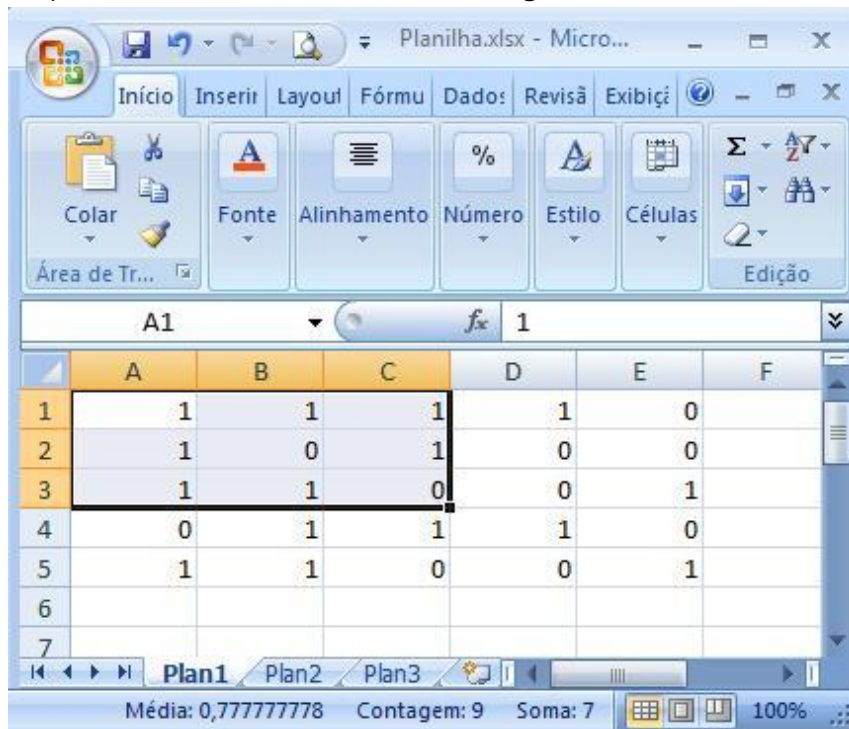 Planilha.xlsx - Micro...
Início Inserir Layout Fórmu Dados Revisã Exibiçã
Colar Fonte Alinhamento Número Estilo Células Σ A Z
Área de Tr... Edição
A1 fx 1
A B C D E F
1 1 1 1 1 0
2 1 0 1 0 0
3 1 1 0 0 1
4 0 1 1 1 0
5 1 1 0 0 1
6
7
Plan1 Plan2 Plan3
Média: 0,777777778 Contagem: 9 Soma: 7 100%